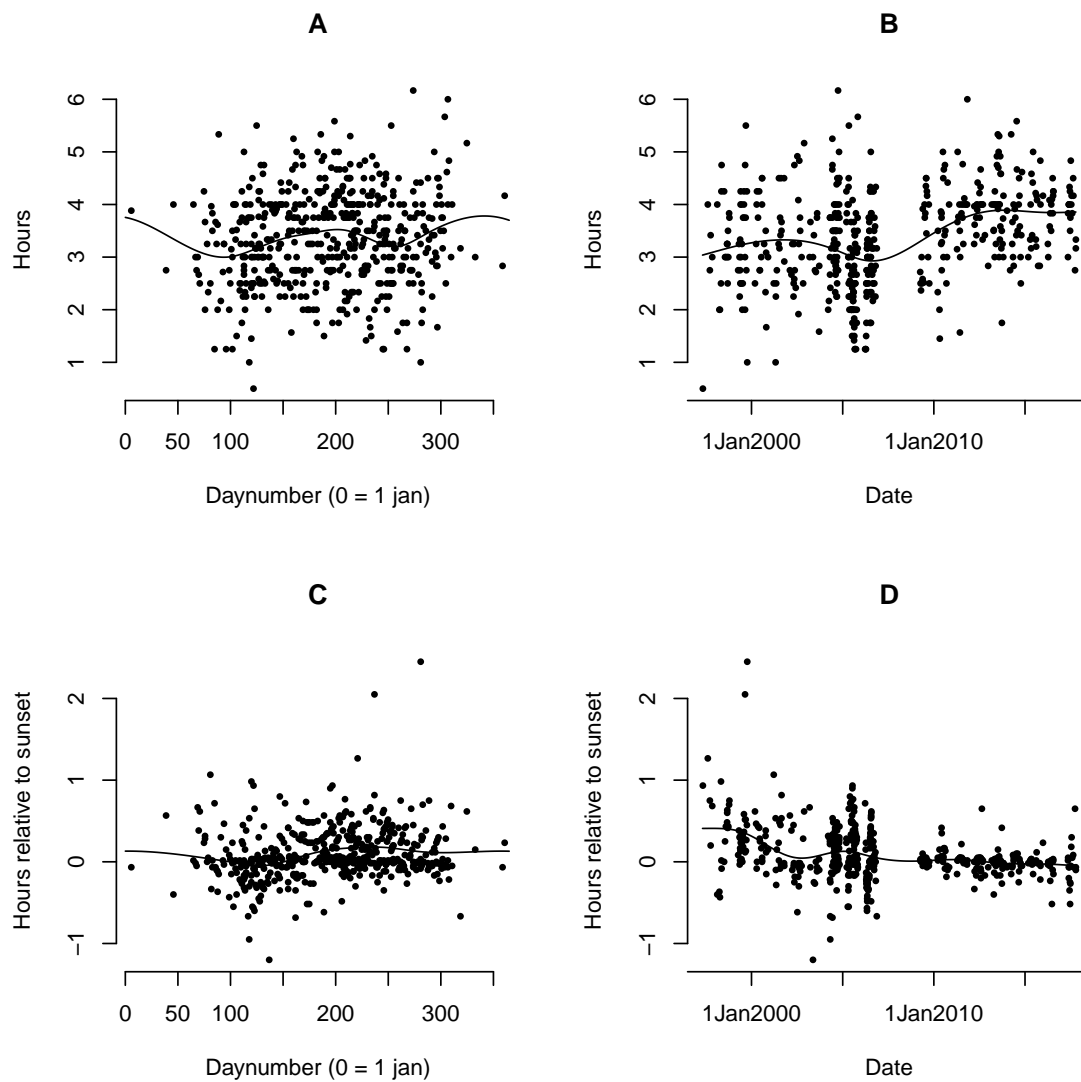 A
Hours
1 2 3 4 5 6
0 50 100 200 300
Daynumber (0 = 1 jan)
B
Hours
1 2 3 4 5 6
1Jan2000 1Jan2010
Date
C
Hours relative to sunset
−1 0 1 2
0 50 100 200 300
Daynumber (0 = 1 jan)
D
Hours relative to sunset
−1 0 1 2
1Jan2000 1Jan2010
Date